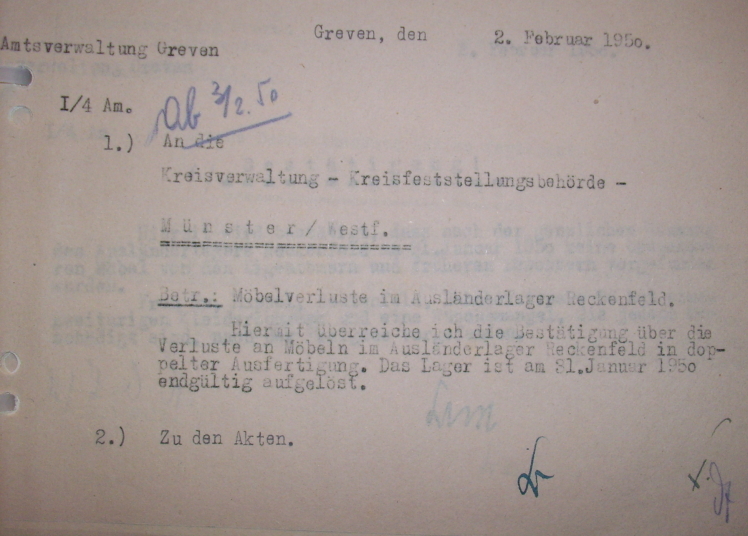 Greven, den 2. Februar 195o.
Amtsverwaltung Greven
I/4 Am.
ab 3/2.50
1.) An die
Kreisverwaltung - Kreisfeststellungsbehörde -
M ü n s t e r / Westf.
Betr.: Möbelverluste im Ausländerlager Reckenfeld.
Hiermit überreiche ich die Bestätigung über die
Verluste an Möbeln im Ausländerlager Reckenfeld in dop-
pelter Ausfertigung. Das Lager ist am 31.Januar 195o
endgültig aufgelöst.
2.) Zu den Akten.